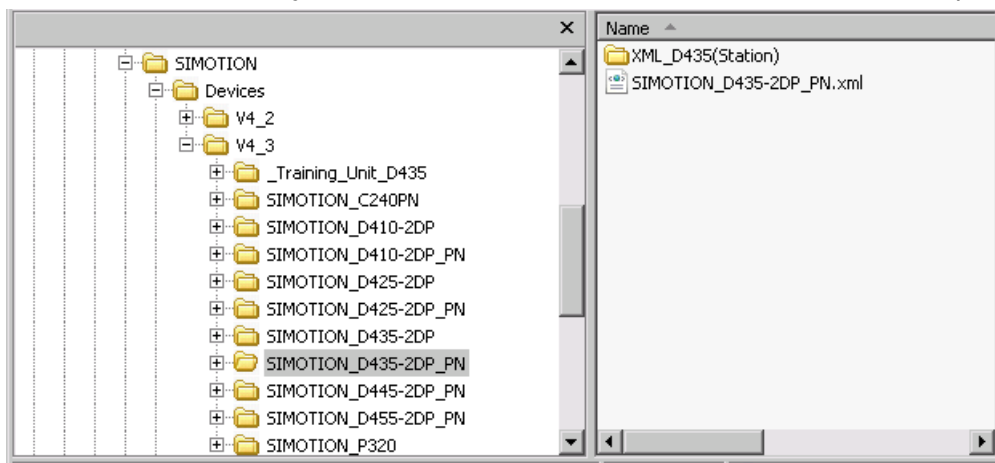 SIMOTION
Devices
V4_2
V4_3
_Training_Unit_D435
SIMOTION_C240PN
SIMOTION_D410-2DP
SIMOTION_D410-2DP_PN
SIMOTION_D425-2DP
SIMOTION_D425-2DP_PN
SIMOTION_D435-2DP
SIMOTION_D435-2DP_PN
SIMOTION_D445-2DP_PN
SIMOTION_D455-2DP_PN
SIMOTION_P320
Name
XML_D435(Station)
SIMOTION_D435-2DP_PN.xml